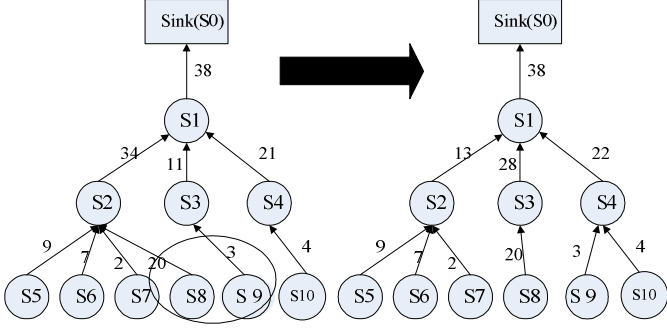 Sink(S0) Sink(S0)
38 38
S1 S1
34 11 21 13 28 22
S2 S3 S4 S2 S3 S4
9 7 2 20 3 4 9 7 2 20 3 4
S5 S6 S7 S8 S 9 S10 S5 S6 S7 S8 S 9 S10